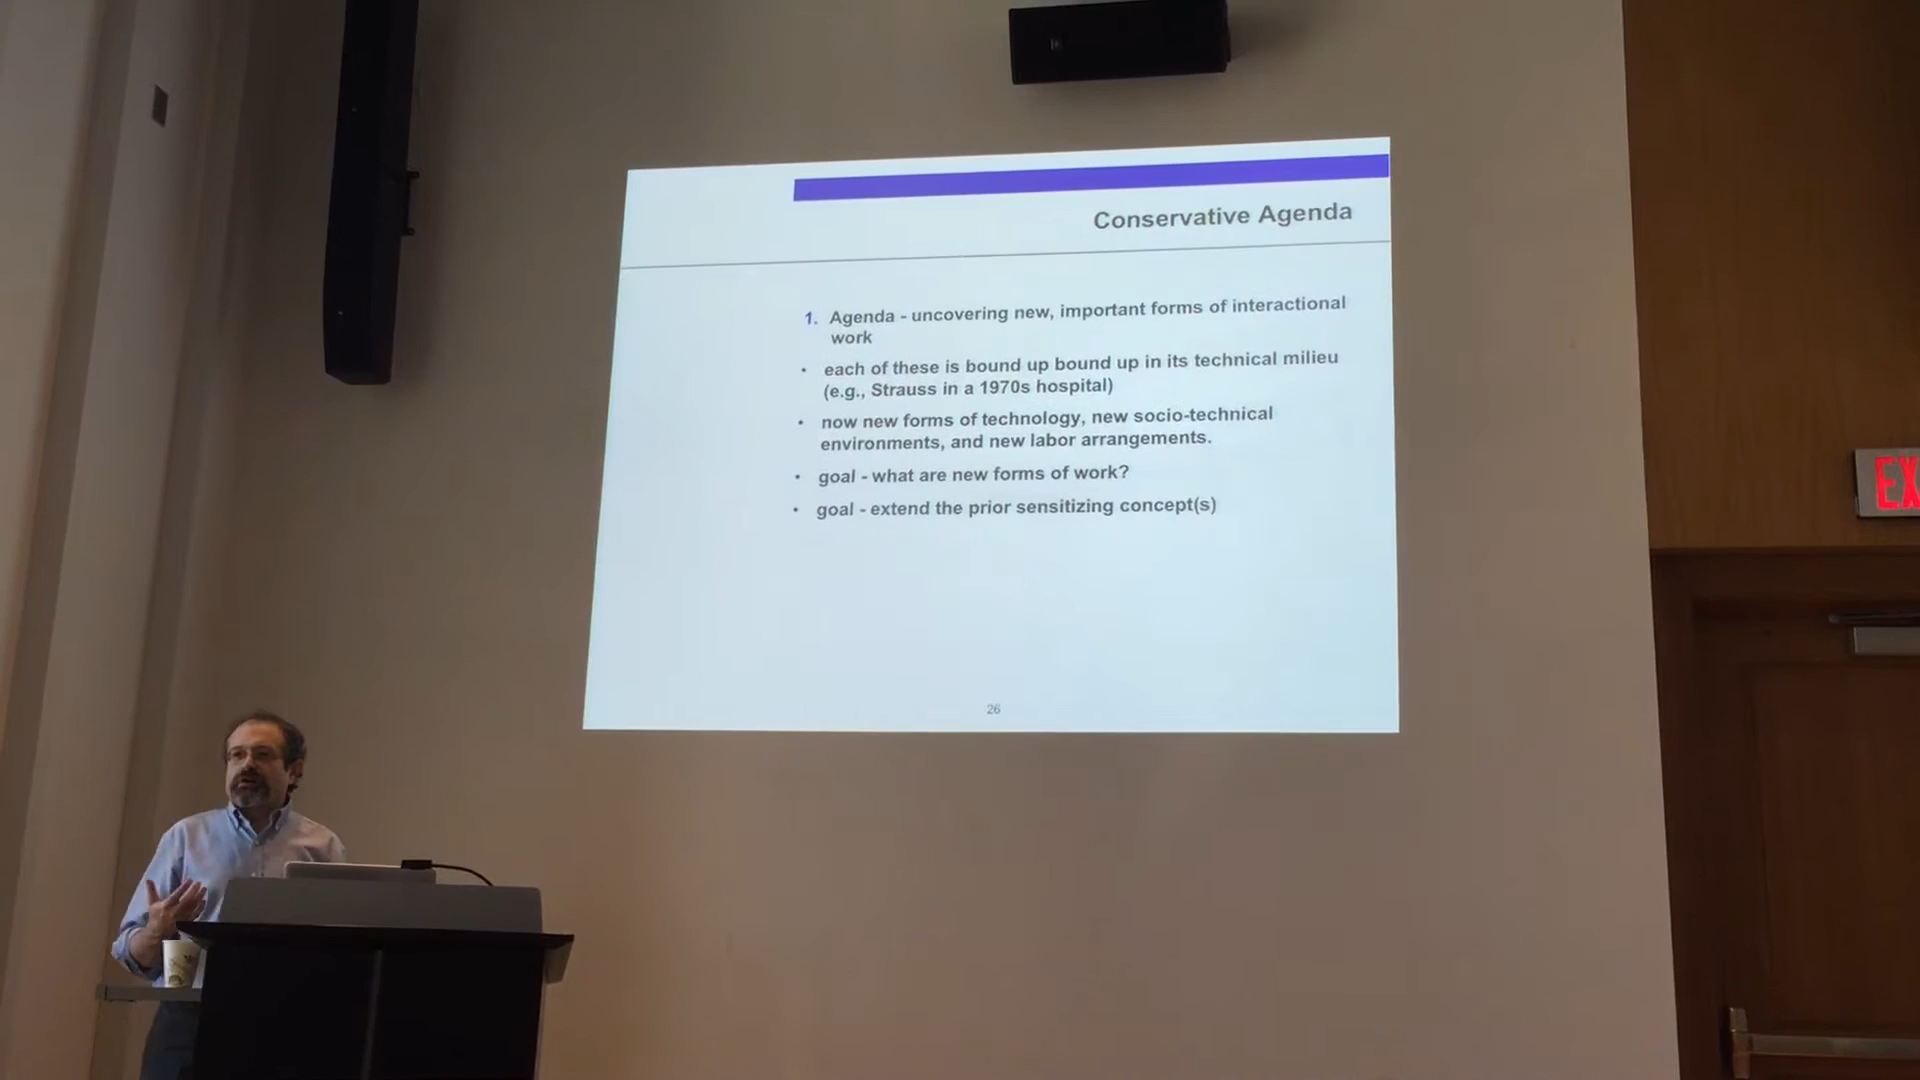 Conservative Agenda
1. Agenda - uncovering new, important forms of interactional
work
• each of these is bound up bound up in its technical milieu
(e.g., Strauss in a 1970s hospital)
• now new forms of technology, new socio-technical
environments, and new labor arrangements.
• goal - what are new forms of work?
• goal - extend the prior sensitizing concept(s)
26
EX